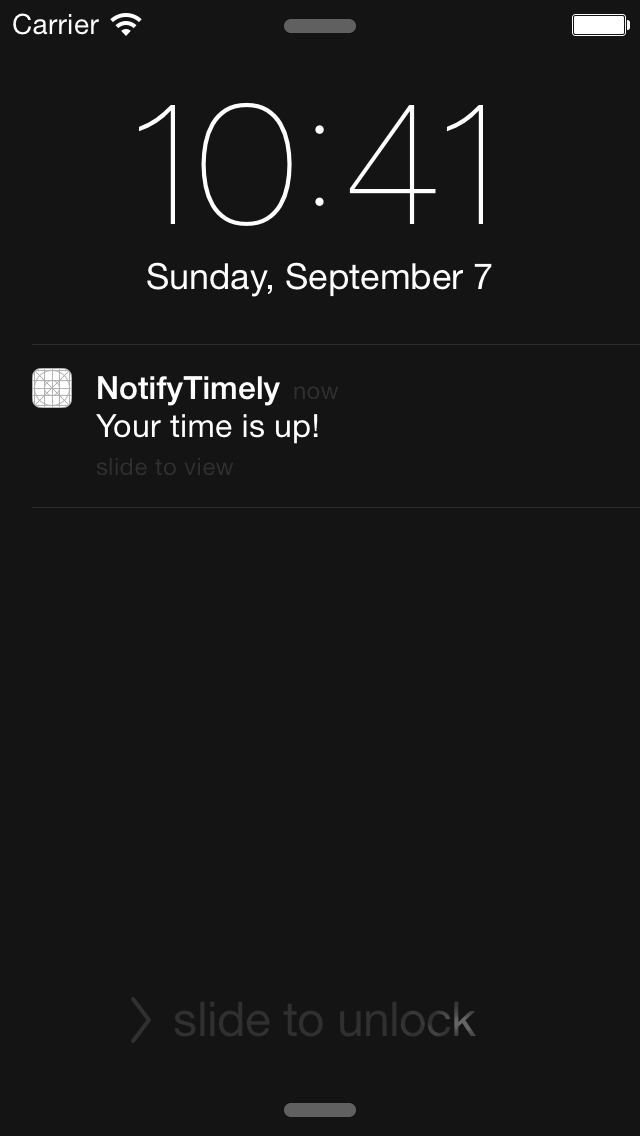 Carrier
10:41
Sunday, September 7
NotifyTimely now
Your time is up!
slide to view
slide to unlock